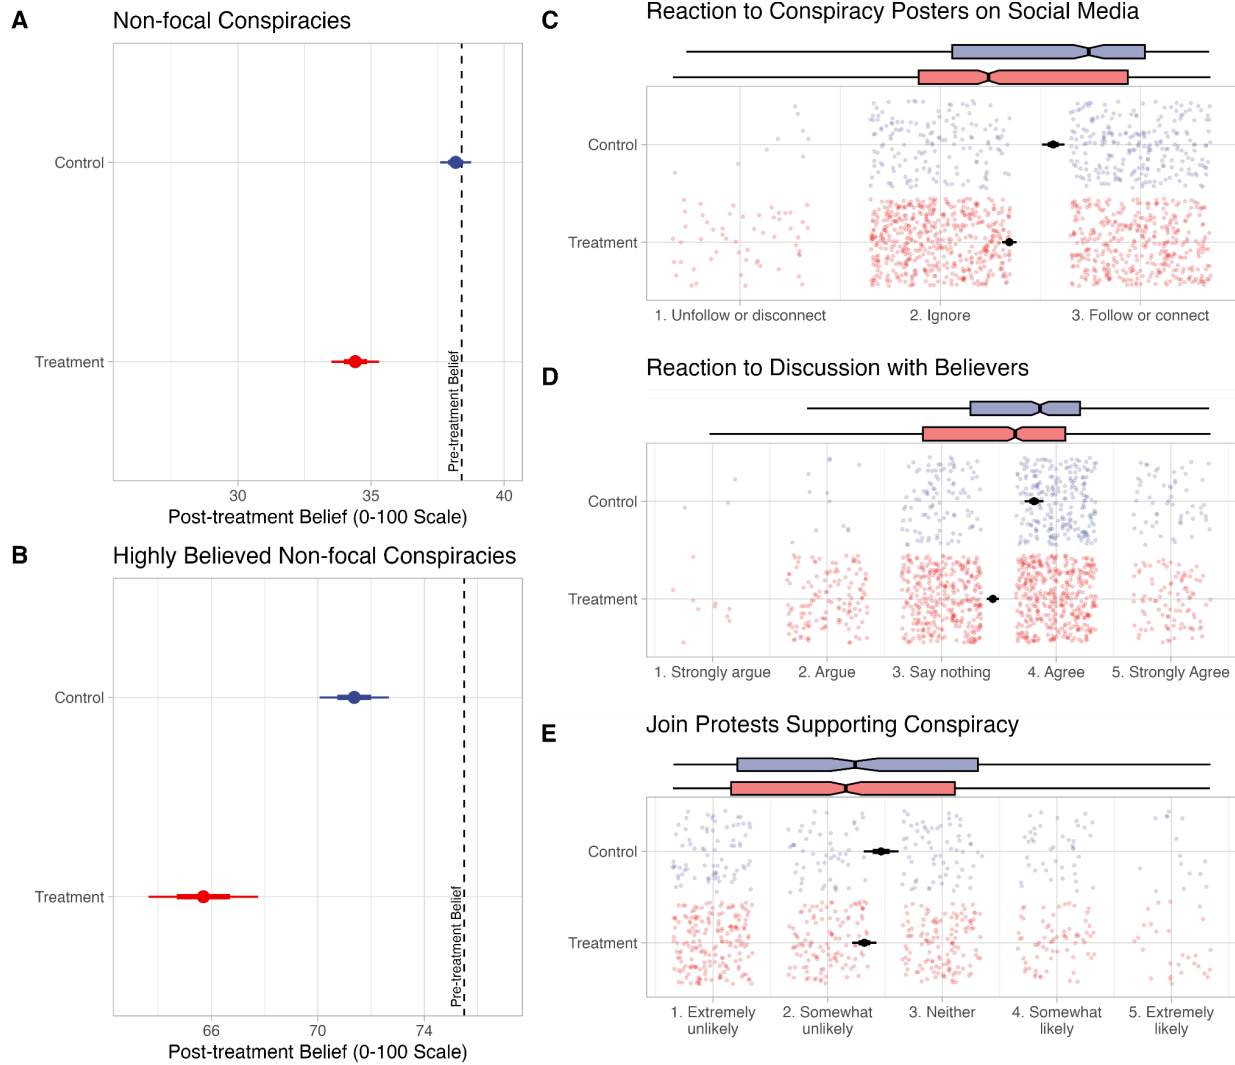 A
Non-focal Conspiracies
Control
Treatment
Pre-treatment Belief
30
35
40
Post-treatment Belief (0-100 Scale)
B
Highly Believed Non-focal Conspiracies
Control
Treatment
Pre-treatment Belief
66
70
74
Post-treatment Belief (0-100 Scale)
C
Reaction to Conspiracy Posters on Social Media
Control
Treatment
1. Unfollow or disconnect
2. Ignore
3. Follow or connect
D
Reaction to Discussion with Believers
Control
Treatment
1. Strongly argue
2. Argue
3. Say nothing
4. Agree
5. Strongly Agree
E
Join Protests Supporting Conspiracy
Control
Treatment
1. Extremely
unlikely
2. Somewhat
unlikely
3. Neither
4. Somewhat
likely
5. Extremely
likely